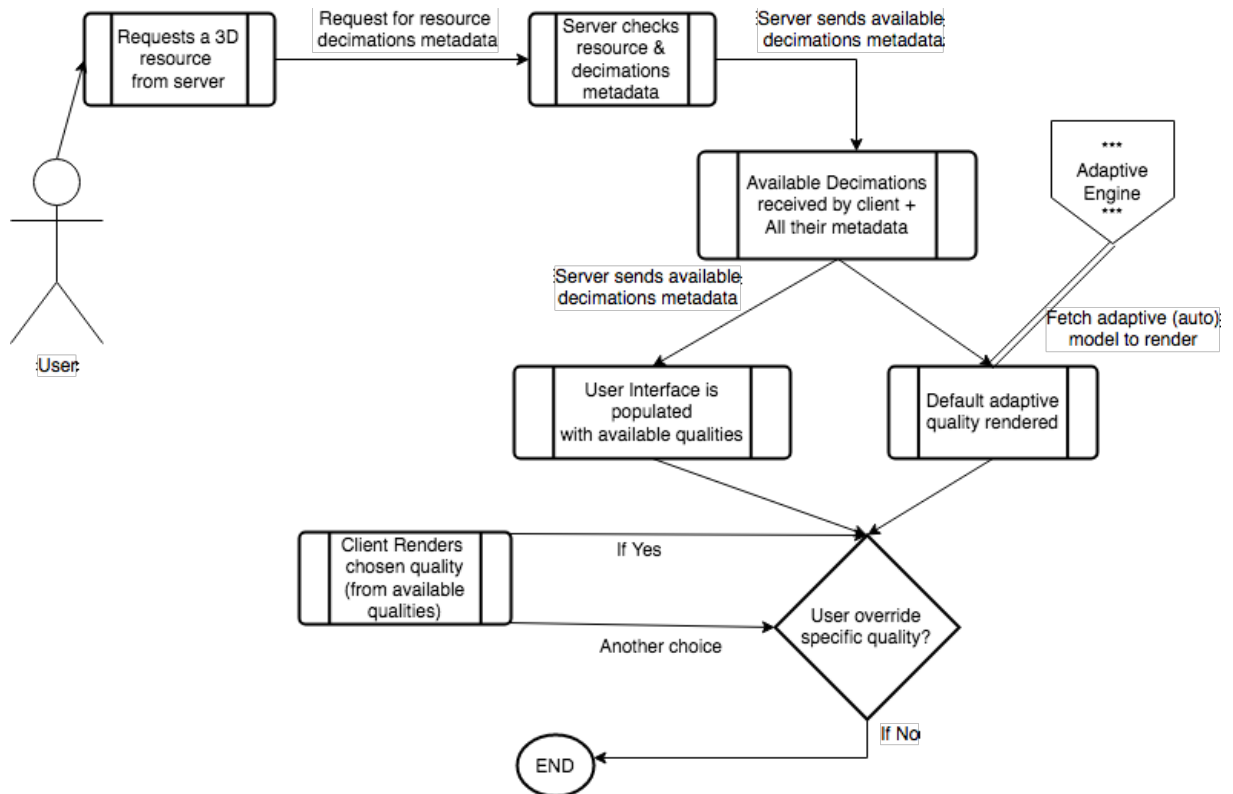 Requests a 3D
resource
from server
Request for resource
decimations metadata
Server checks
resource &
decimations
metadata
Server sends available
decimations metadata
***
Adaptive
Engine
***
Available Decimations
received by client +
All their metadata
Server sends available
decimations metadata
Fetch adaptive (auto)
model to render
User
User Interface is
populated
with available qualities
Default adaptive
quality rendered
Client Renders
chosen quality
(from available
qualities)
If Yes
Another choice
User override
specific quality?
If No
END